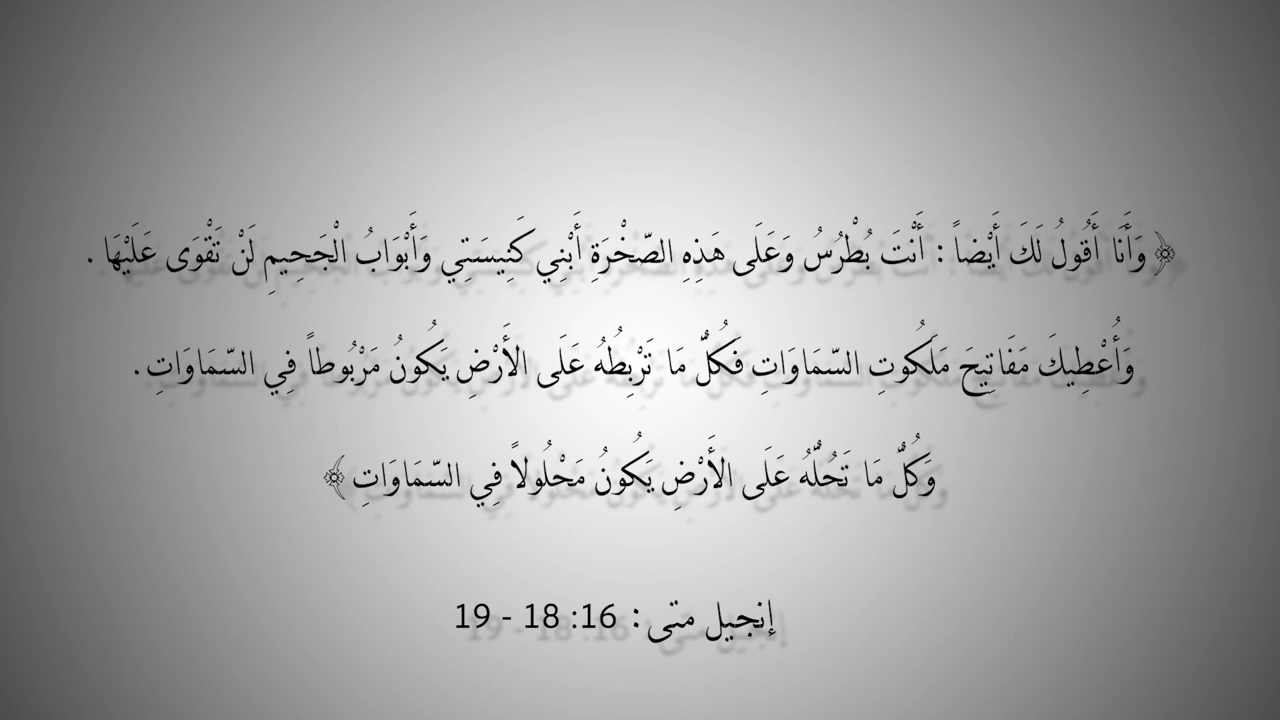 ﴿وَأَنَا أَقُولُ لَكَ أَيْضاً : أَنْتَ بُطْرُسُ وَعَلَى هَذِهِ الصّخْرَةِ أَبْنِي كَنِيسَتِي وَأَبْوَابُ الْجَحِيمِ لَنْ تَقْوَى عَلَيْهَا .
وَأُعْطِيكَ مَفَاتِيحَ مَلَكُوتِ السّمَاوَاتِ فَكُلُّ مَا تَرْبِطُهُ عَلَى الأَرْضِ يَكُونُ مَرْبُوطاً فِي السّمَاوَاتِ .
وَكُلُّ مَا تَحُلُّهُ عَلَى الأَرْضِ يَكُونُ مَحْلُولاً فِي السّمَاوَاتِ ﴾
إنجيل متى : 16: 18 - 19